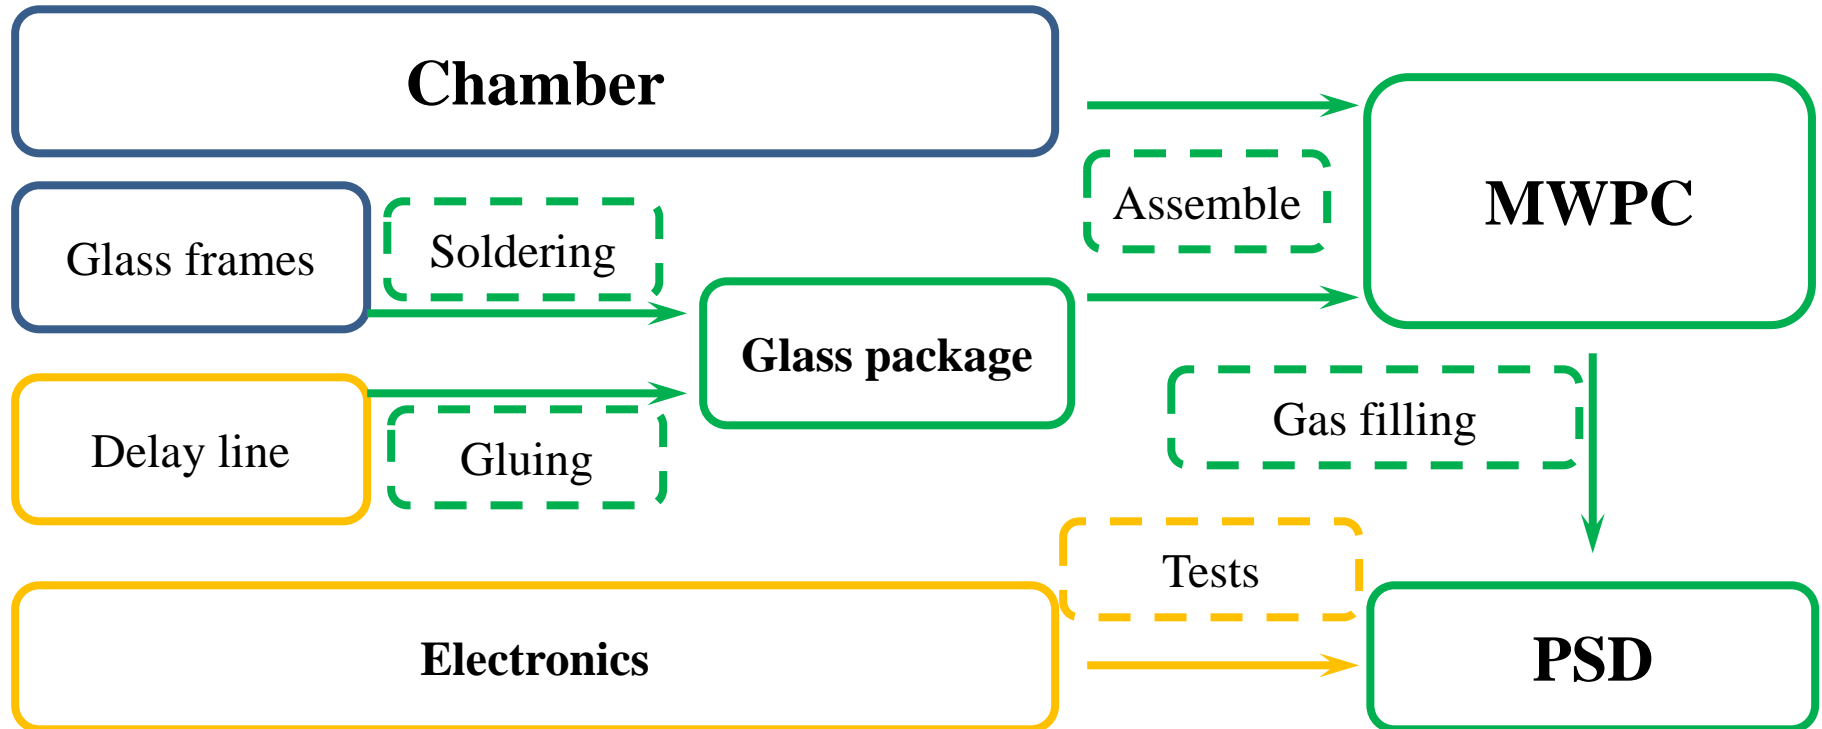 Chamber
MWPC
Assemble
Glass frames
Soldering
Glass package
Gas filling
Delay line
Gluing
Tests
Electronics
PSD